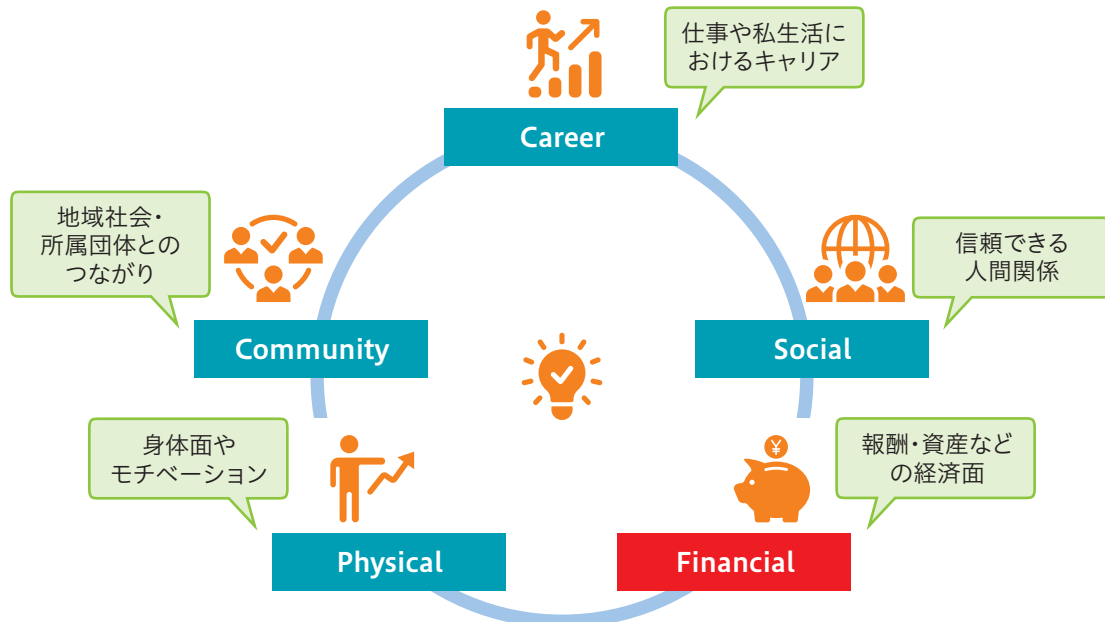 仕事や私生活に
おけるキャリア
Career
地域社会・
所属団体との
つながり
信頼できる
人間関係
Community
Social
身体面や
モチベーション
¥
報酬・資産など
の経済面
Physical
Financial